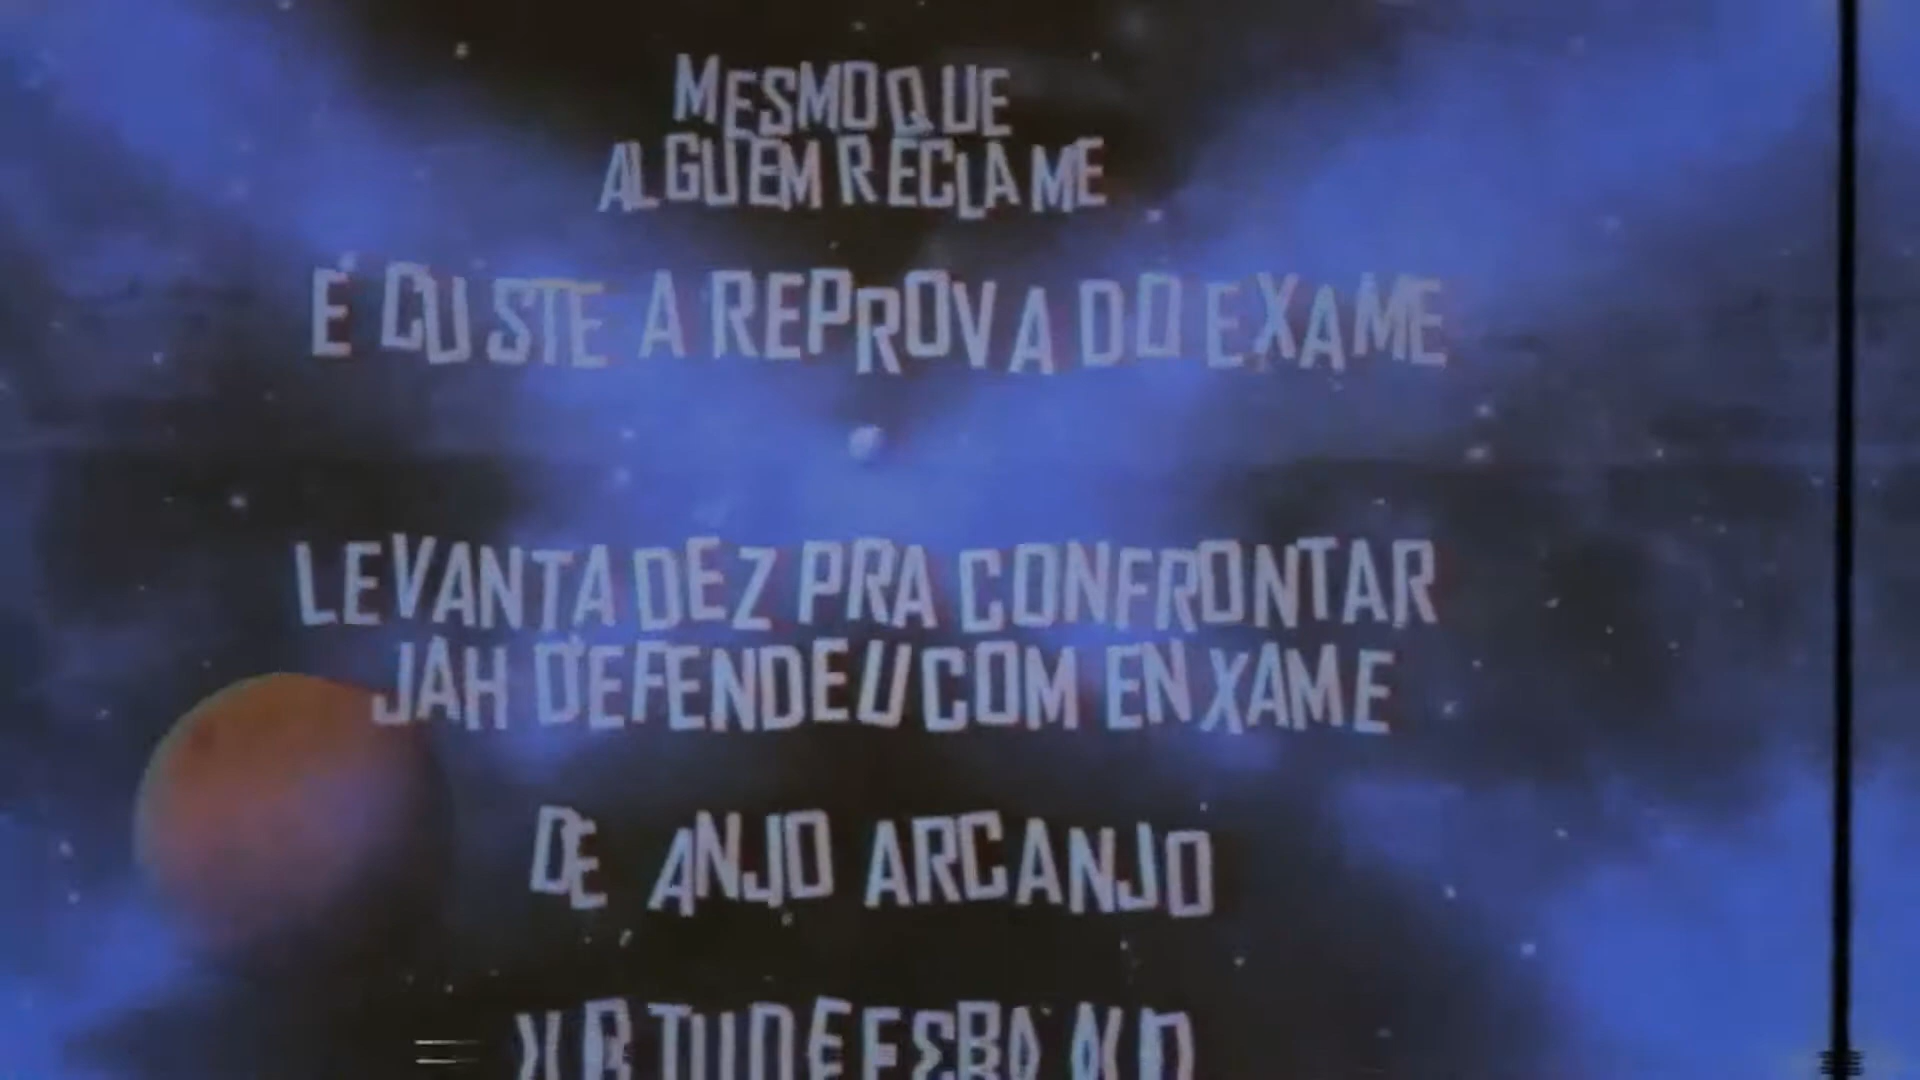 MESMO QUE
ALGUEM RECLAME
E CUSTE A REPROVA DO EXAME
LEVANTA DEZ PRA CONFRONTAR
JAH DEFENDEU COM ENXAME
DE ANJO ARCANJO